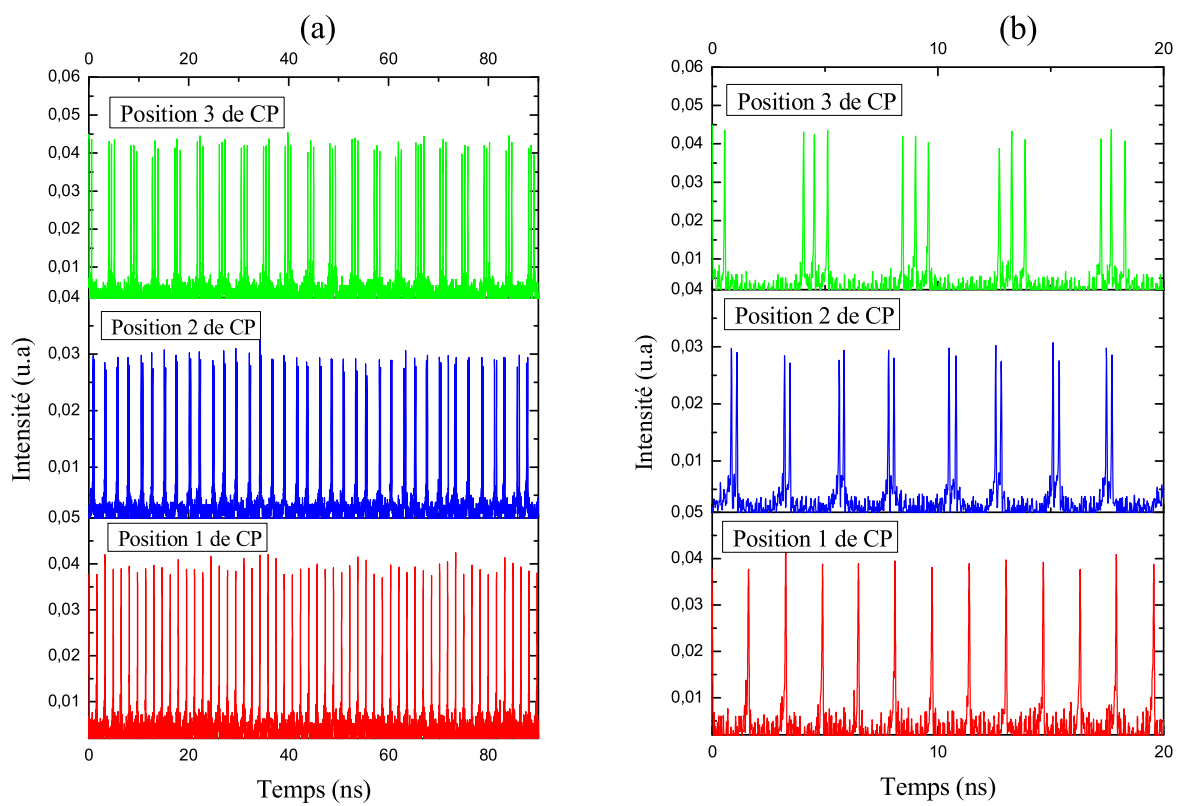 (a)
0 20 40 60 80
0,06
0,05
0,04
0,03
0,02
0,01
0,04
Position 3 de CP
0,03
0,02
0,01
0,05
Position 2 de CP
0,04
0,03
0,02
0,01
Position 1 de CP
0 20 40 60 80
Intensité (u.a)
Temps (ns)
(b)
0 10 20
0,06
0,05
0,04
0,03
0,02
0,01
0,04
Position 3 de CP
0,03
0,02
0,01
0,05
Position 2 de CP
0,04
0,03
0,02
0,01
Position 1 de CP
0 10 20
Intensité (u.a)
Temps (ns)